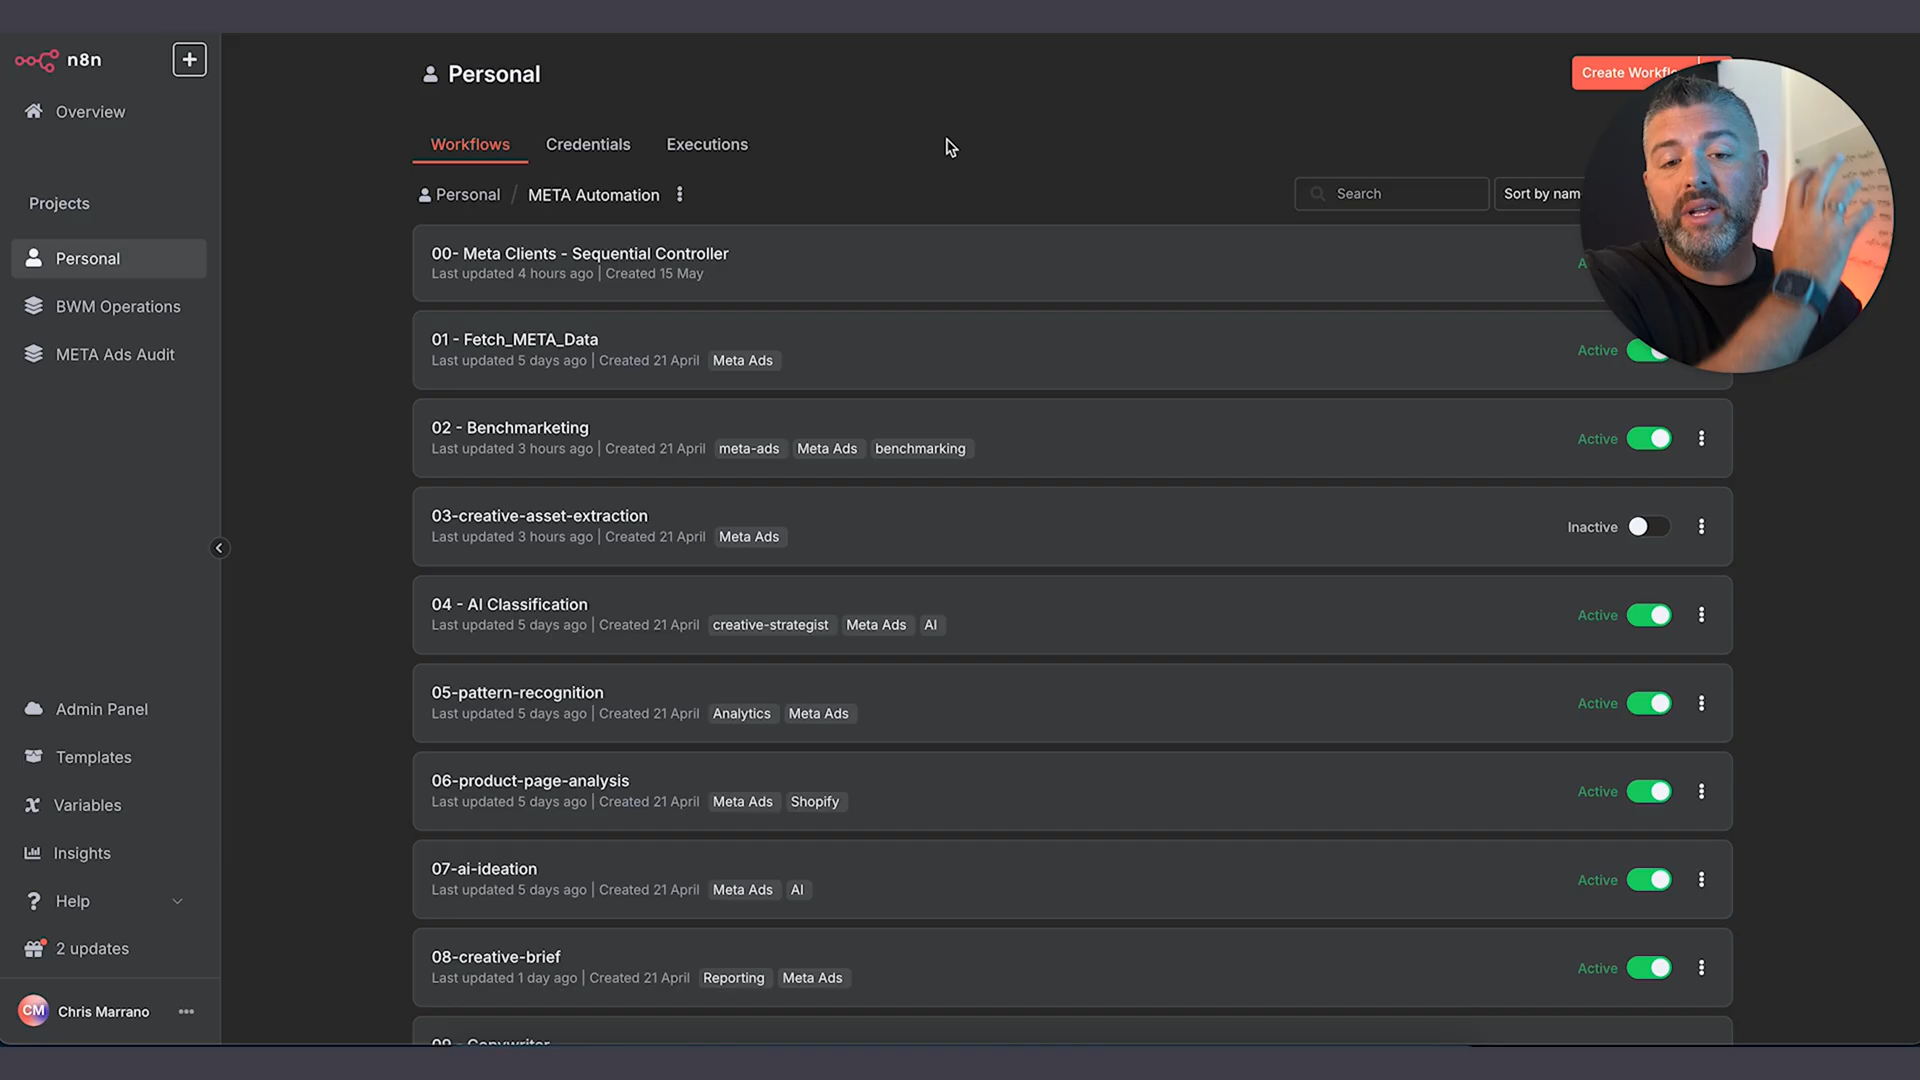 n8n
Overview
Projects
Personal
BWM Operations
META Ads Audit
Admin Panel
Templates
Variables
Insights
Help
2 updates
CM Chris Marrano
Personal
Create
Workflows Credentials Executions
Personal / META Automation
Search
Sort by
00- Meta Clients - Sequential Controller
Last updated 4 hours ago | Created 15 May
01 - Fetch_META_Data
Last updated 5 days ago | Created 21 April Meta Ads
Active
02 - Benchmarketing
Last updated 3 hours ago | Created 21 April meta-ads Meta Ads benchmarking
Active
03-creative-asset-extraction
Last updated 3 hours ago | Created 21 April Meta Ads
Inactive
04 - AI Classification
Last updated 5 days ago | Created 21 April creative-strategist Meta Ads AI
Active
05-pattern-recognition
Last updated 5 days ago | Created 21 April Analytics Meta Ads
Active
06-product-page-analysis
Last updated 5 days ago | Created 21 April Meta Ads Shopify
Active
07-ai-ideation
Last updated 5 days ago | Created 21 April Meta Ads AI
Active
08-creative-brief
Last updated 1 day ago | Created 21 April Reporting Meta Ads
Active
09 - Copywriter